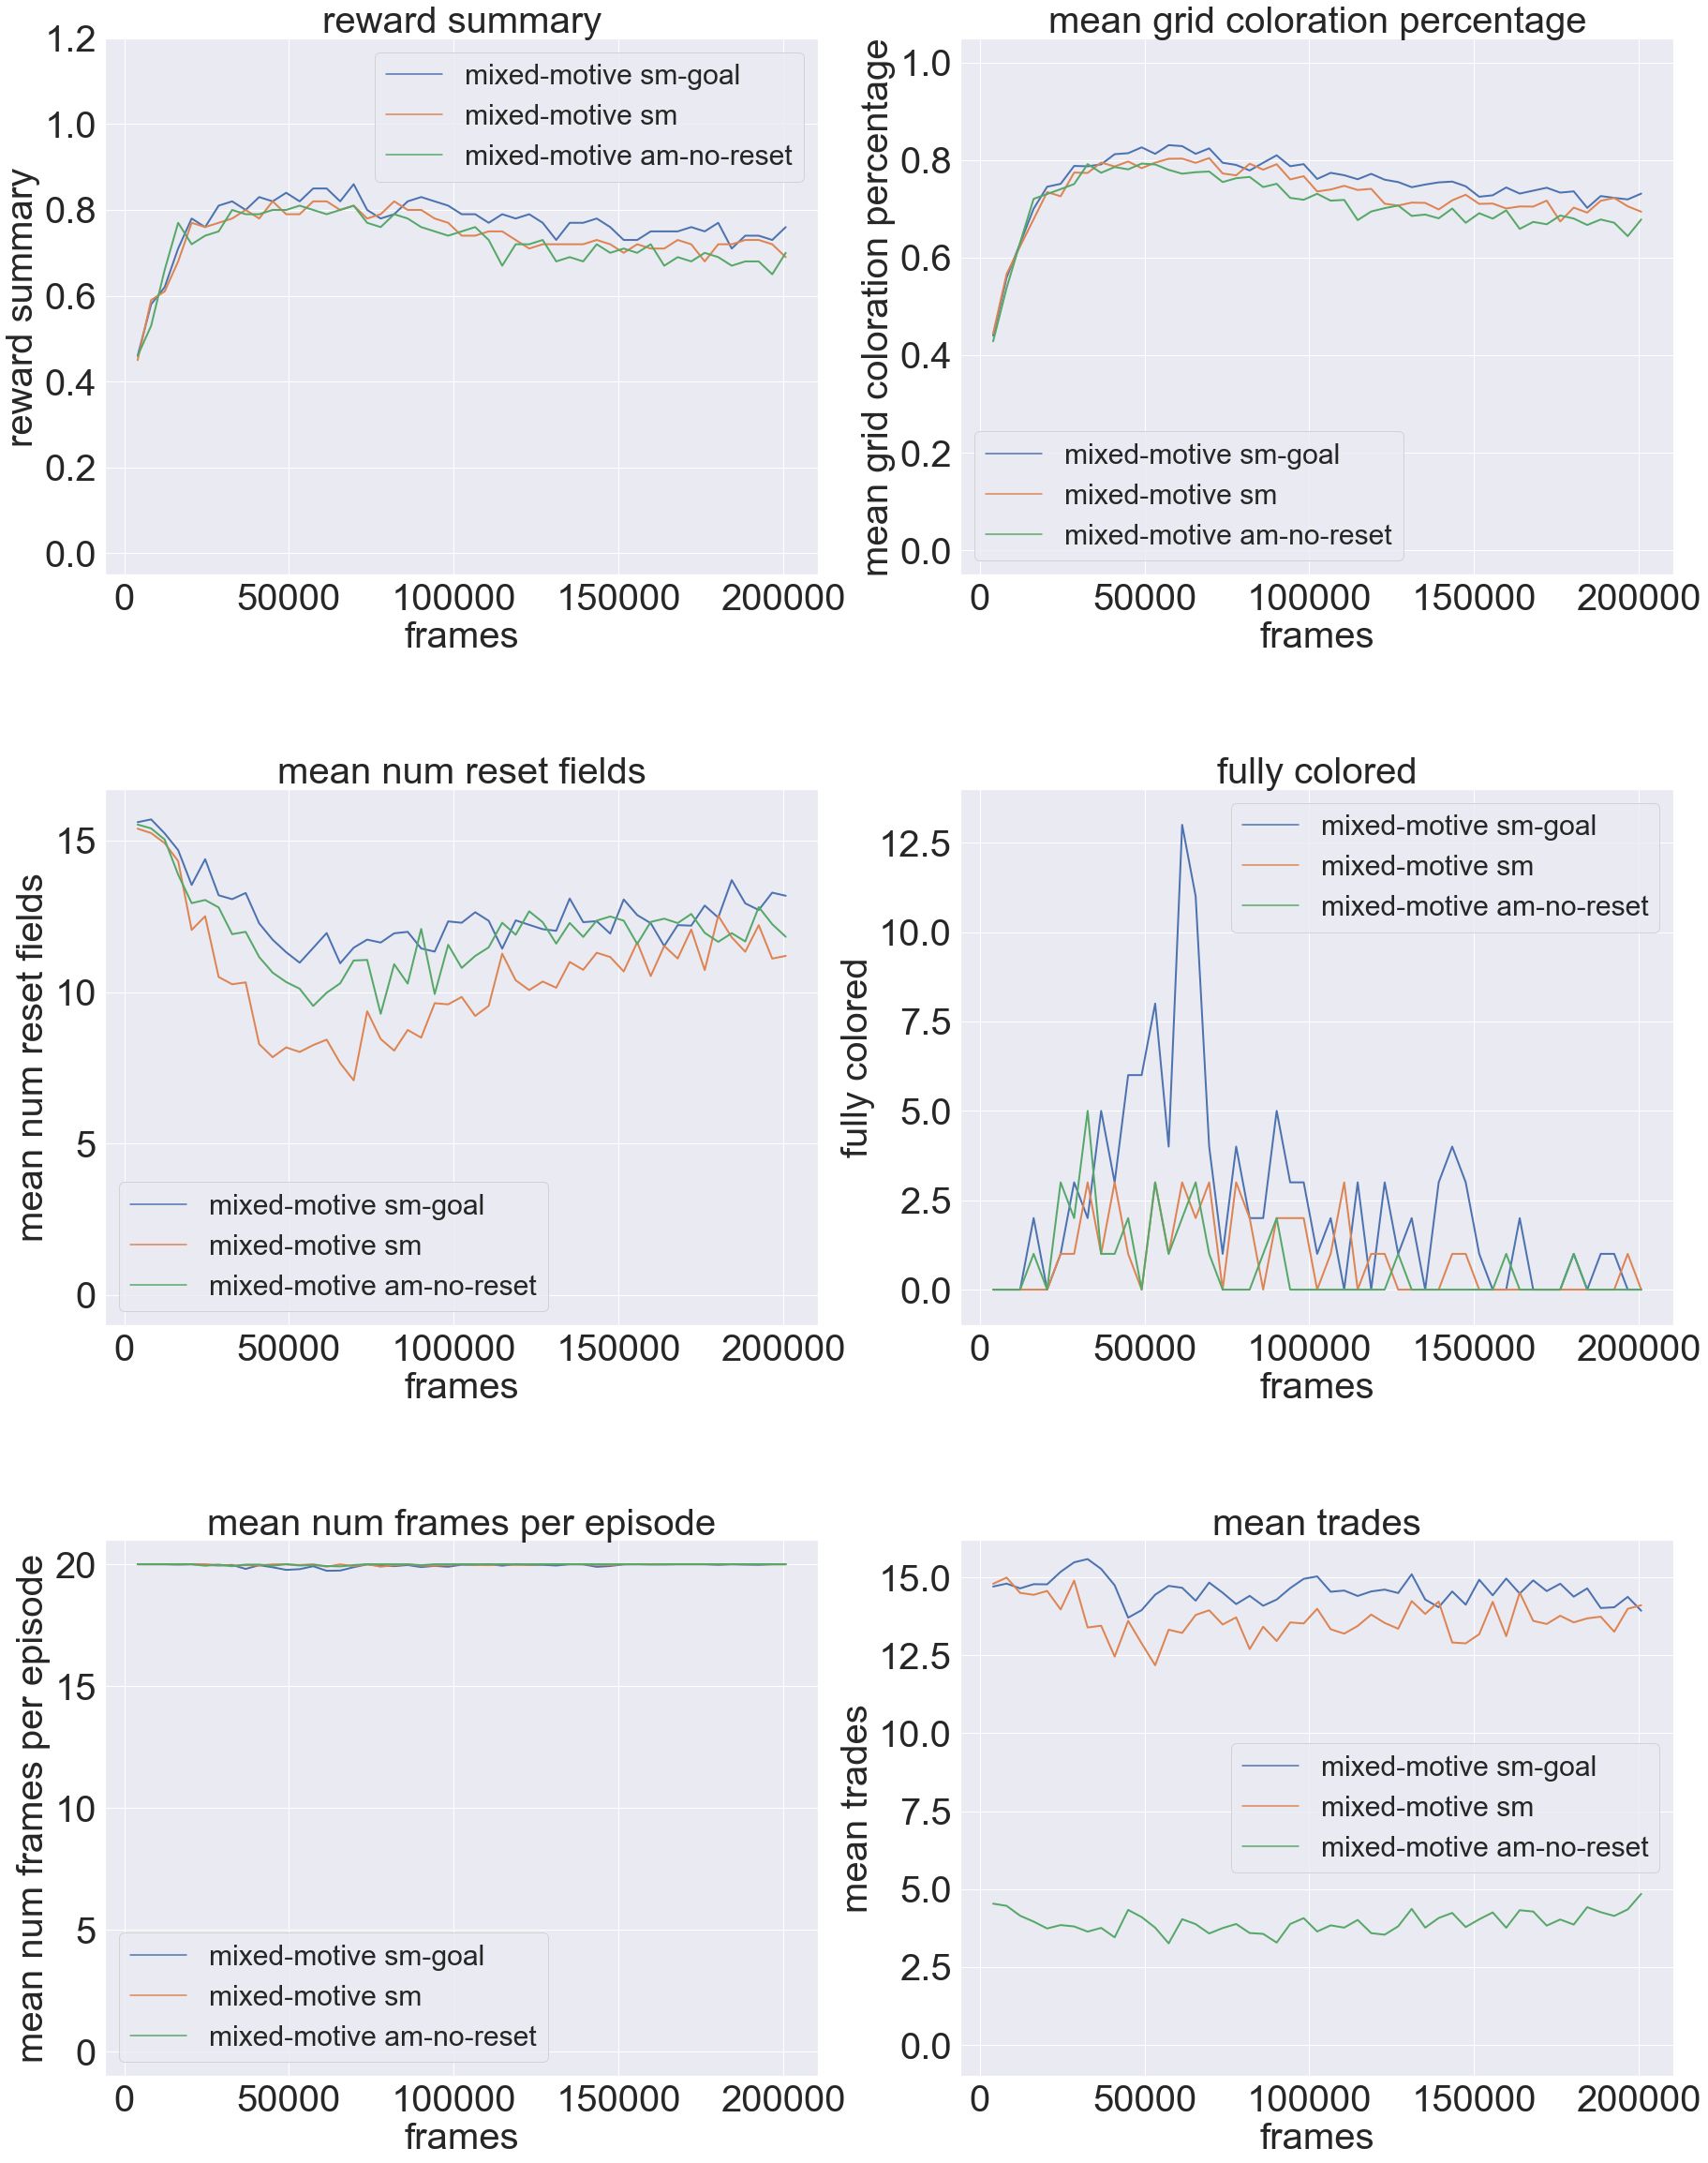 reward summary
reward summary
1.2
1.0
0.8
0.6
0.4
0.2
0.0
mixed-motive sm-goal
mixed-motive sm
mixed-motive am-no-reset
0 50000 100000 150000 200000
frames
mean grid coloration percentage
mean grid coloration percentage
1.0
0.8
0.6
0.4
0.2
0.0
mixed-motive sm-goal
mixed-motive sm
mixed-motive am-no-reset
0 50000 100000 150000 200000
frames
mean num reset fields
mean num reset fields
15
10
5
0
mixed-motive sm-goal
mixed-motive sm
mixed-motive am-no-reset
0 50000 100000 150000 200000
frames
fully colored
fully colored
12.5
10.0
7.5
5.0
2.5
0.0
mixed-motive sm-goal
mixed-motive sm
mixed-motive am-no-reset
0 50000 100000 150000 200000
frames
mean num frames per episode
mean num frames per episode
20
15
10
5
0
mixed-motive sm-goal
mixed-motive sm
mixed-motive am-no-reset
0 50000 100000 150000 200000
frames
mean trades
mean trades
15.0
12.5
10.0
7.5
5.0
2.5
0.0
mixed-motive sm-goal
mixed-motive sm
mixed-motive am-no-reset
0 50000 100000 150000 200000
frames